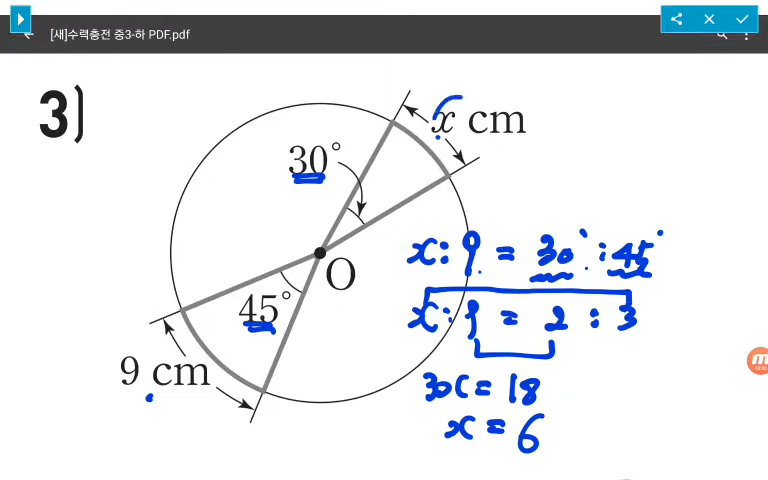 [새]수력충전 중3-하 PDF.pdf
3)
x cm
30°
O
45°
9 cm
x : 9 = 30° : 45°
x : 9 = 2 : 3
3x = 18
x = 6